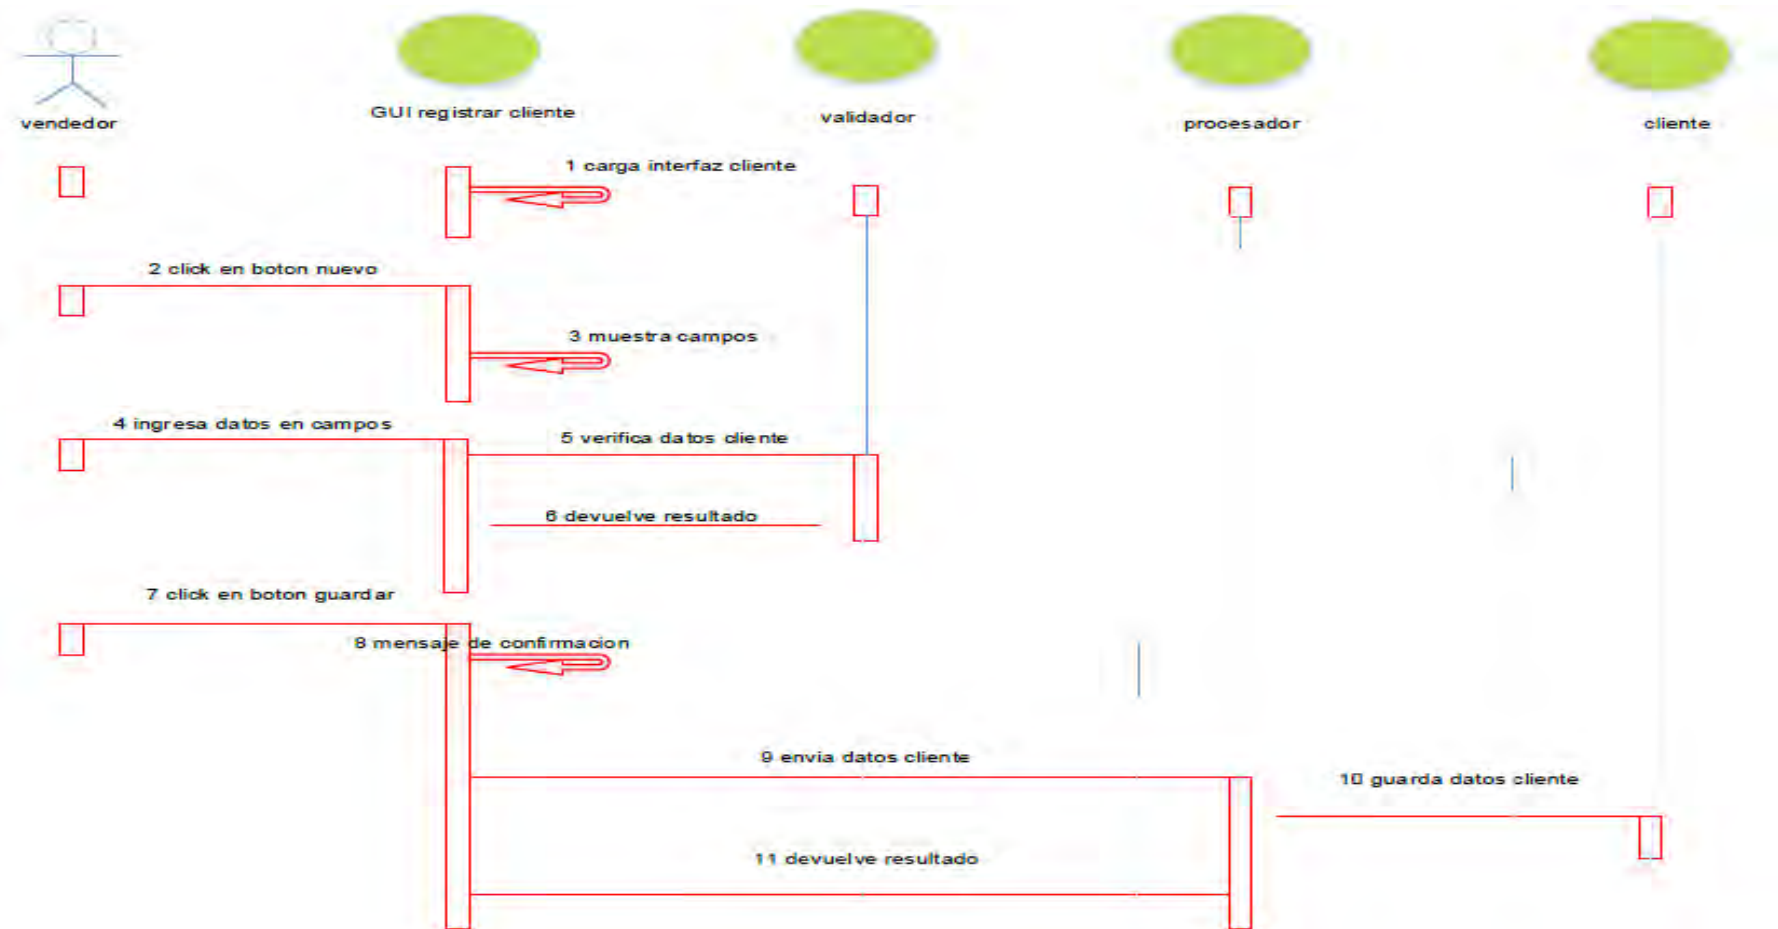 vendedor
GUI registrar cliente
validador
procesador
cliente
1 carga interfaz cliente
2 click en boton nuevo
3 muestra campos
4 ingresa datos en campos
5 verifica datos cliente
6 devuelve resultado
7 click en boton guardar
8 mensaje de confirmacion
9 envia datos cliente
10 guarda datos cliente
11 devuelve resultado